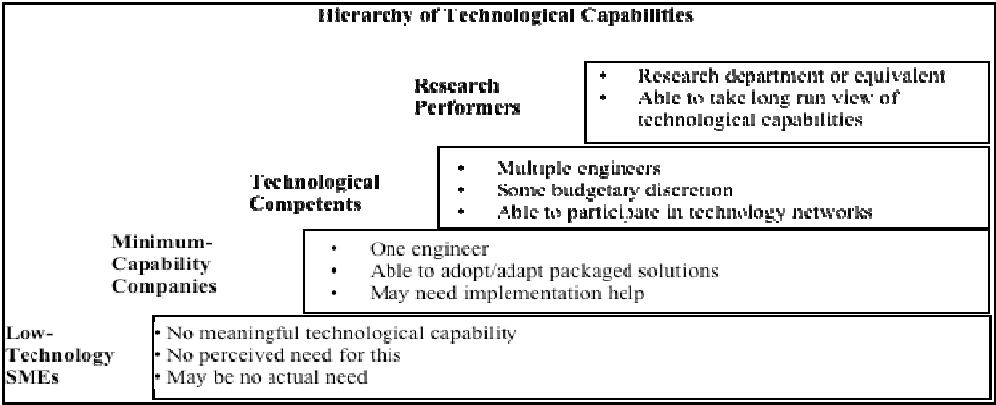 Hierarchy of Technological Capabilities
Research
Performers
• Research department or equivalent
• Able to take long run view of
technological capabilities
Technological
Competents
• Multiple engineers
• Some budgetary discretion
• Able to participate in technology networks
Minimum-
Capability
Companies
• One engineer
• Able to adopt/adapt packaged solutions
• May need implementation help
Low-
Technology
SMEs
• No meaningful technological capability
• No perceived need for this
• May be no actual need